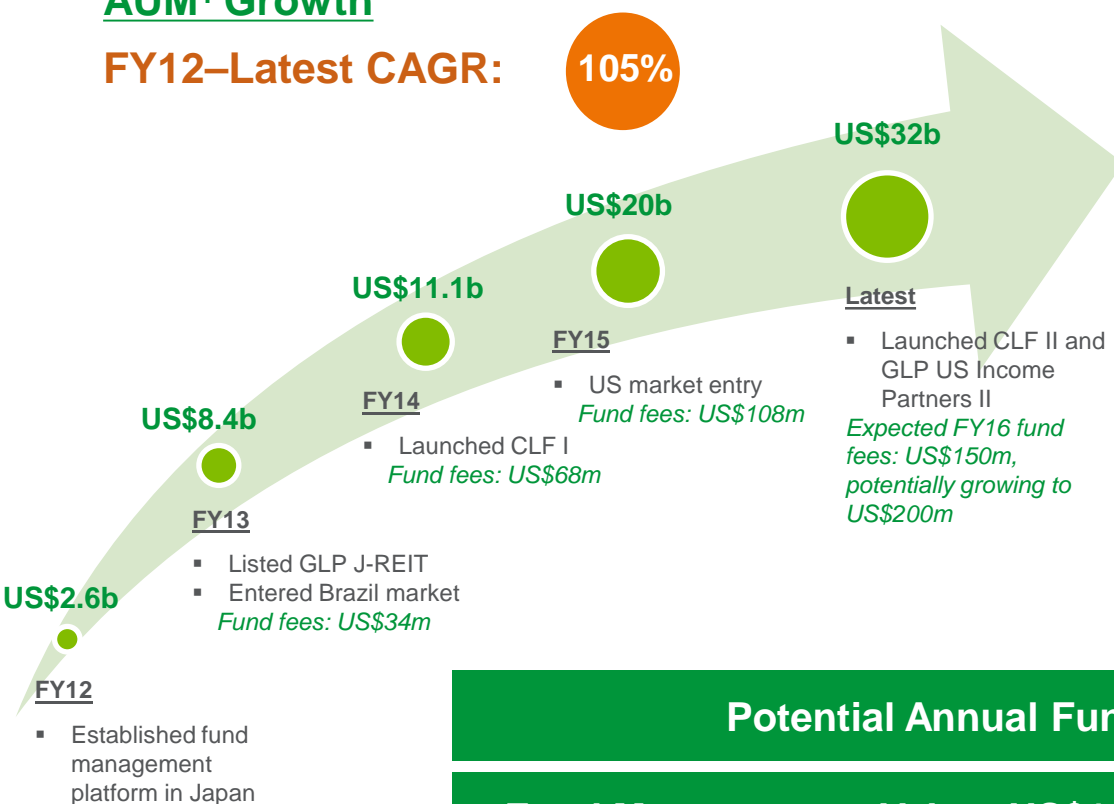 Growth
FY12–Latest CAGR:
105%
US$32b
US$20b
US$11.1b
US$8.4b
US$2.6b
Latest
▪ Launched CLF II and
GLP US Income
Partners II
Expected FY16 fund
fees: US$150m,
potentially growing to
US$200m
FY15
▪ US market entry
Fund fees: US$108m
FY14
▪ Launched CLF I
Fund fees: US$68m
FY13
▪ Listed GLP J-REIT
▪ Entered Brazil market
Fund fees: US$34m
FY12
▪ Established fund
management
platform in Japan
Potential Annual